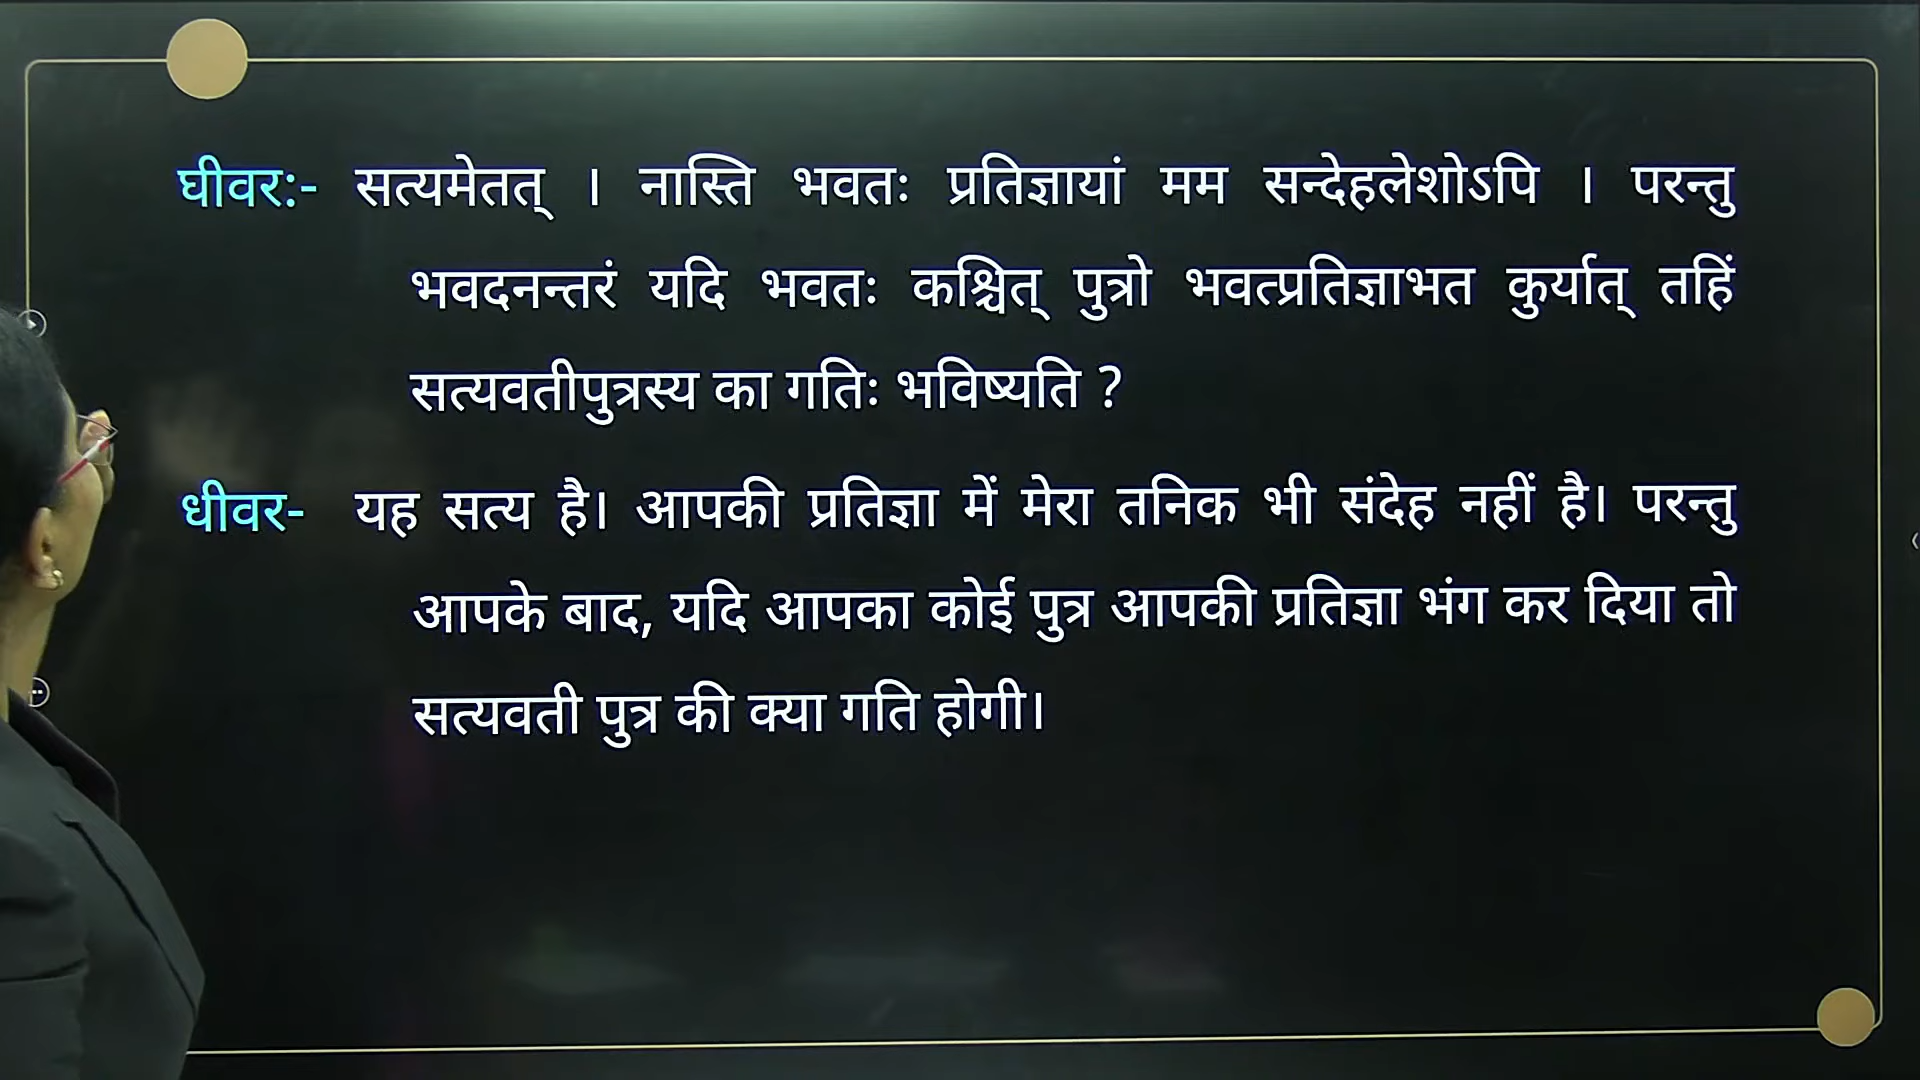 घीवर:- सत्यमेतत् । नास्ति भवतः प्रतिज्ञायां मम सन्देहलेशोऽपि । परन्तु
भवदनन्तरं यदि भवतः कश्चित् पुत्रो भवत्प्रतिज्ञाभत कुर्यात् तहिं
सत्यवतीपुत्रस्य का गतिः भविष्यति ?
धीवर- यह सत्य है। आपकी प्रतिज्ञा में मेरा तनिक भी संदेह नहीं है। परन्तु
आपके बाद, यदि आपका कोई पुत्र आपकी प्रतिज्ञा भंग कर दिया तो
सत्यवती पुत्र की क्या गति होगी।